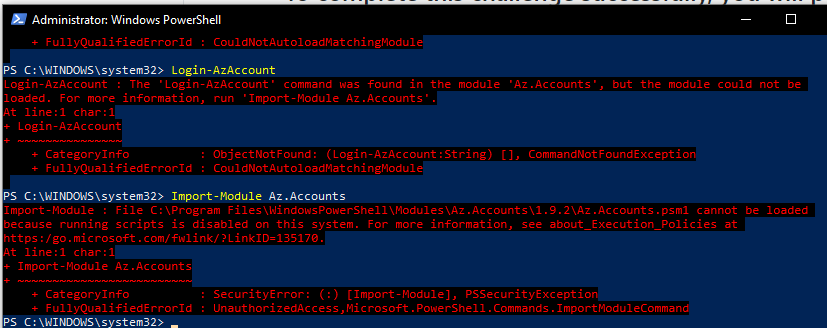 Administrator: Windows PowerShell
+ FullyQualifiedErrorId : CouldNotAutoloadMatchingModule
PS C:\WINDOWS\system32> Login-AzAccount
Login-AzAccount : The 'Login-AzAccount' command was found in the module 'Az.Accounts', but the module could not be
loaded. For more information, run 'Import-Module Az.Accounts'.
At line:1 char:1
+ Login-AzAccount
+ ~~~~~~~~~~~~~~~
+ CategoryInfo : ObjectNotFound: (Login-AzAccount:String) [], CommandNotFoundException
+ FullyQualifiedErrorId : CouldNotAutoloadMatchingModule
PS C:\WINDOWS\system32> Import-Module Az.Accounts
Import-Module : File C:\Program Files\WindowsPowerShell\Modules\Az.Accounts\1.9.2\Az.Accounts.psm1 cannot be loaded
because running scripts is disabled on this system. For more information, see about_Execution_Policies at
https:/go.microsoft.com/fwlink/?LinkID=135170.
At line:1 char:1
+ Import-Module Az.Accounts
+ ~~~~~~~~~~~~~~~~~~~~~~~~~
+ CategoryInfo : SecurityError: (:) [Import-Module], PSSecurityException
+ FullyQualifiedErrorId : UnauthorizedAccess,Microsoft.PowerShell.Commands.ImportModuleCommand
PS C:\WINDOWS\system32>